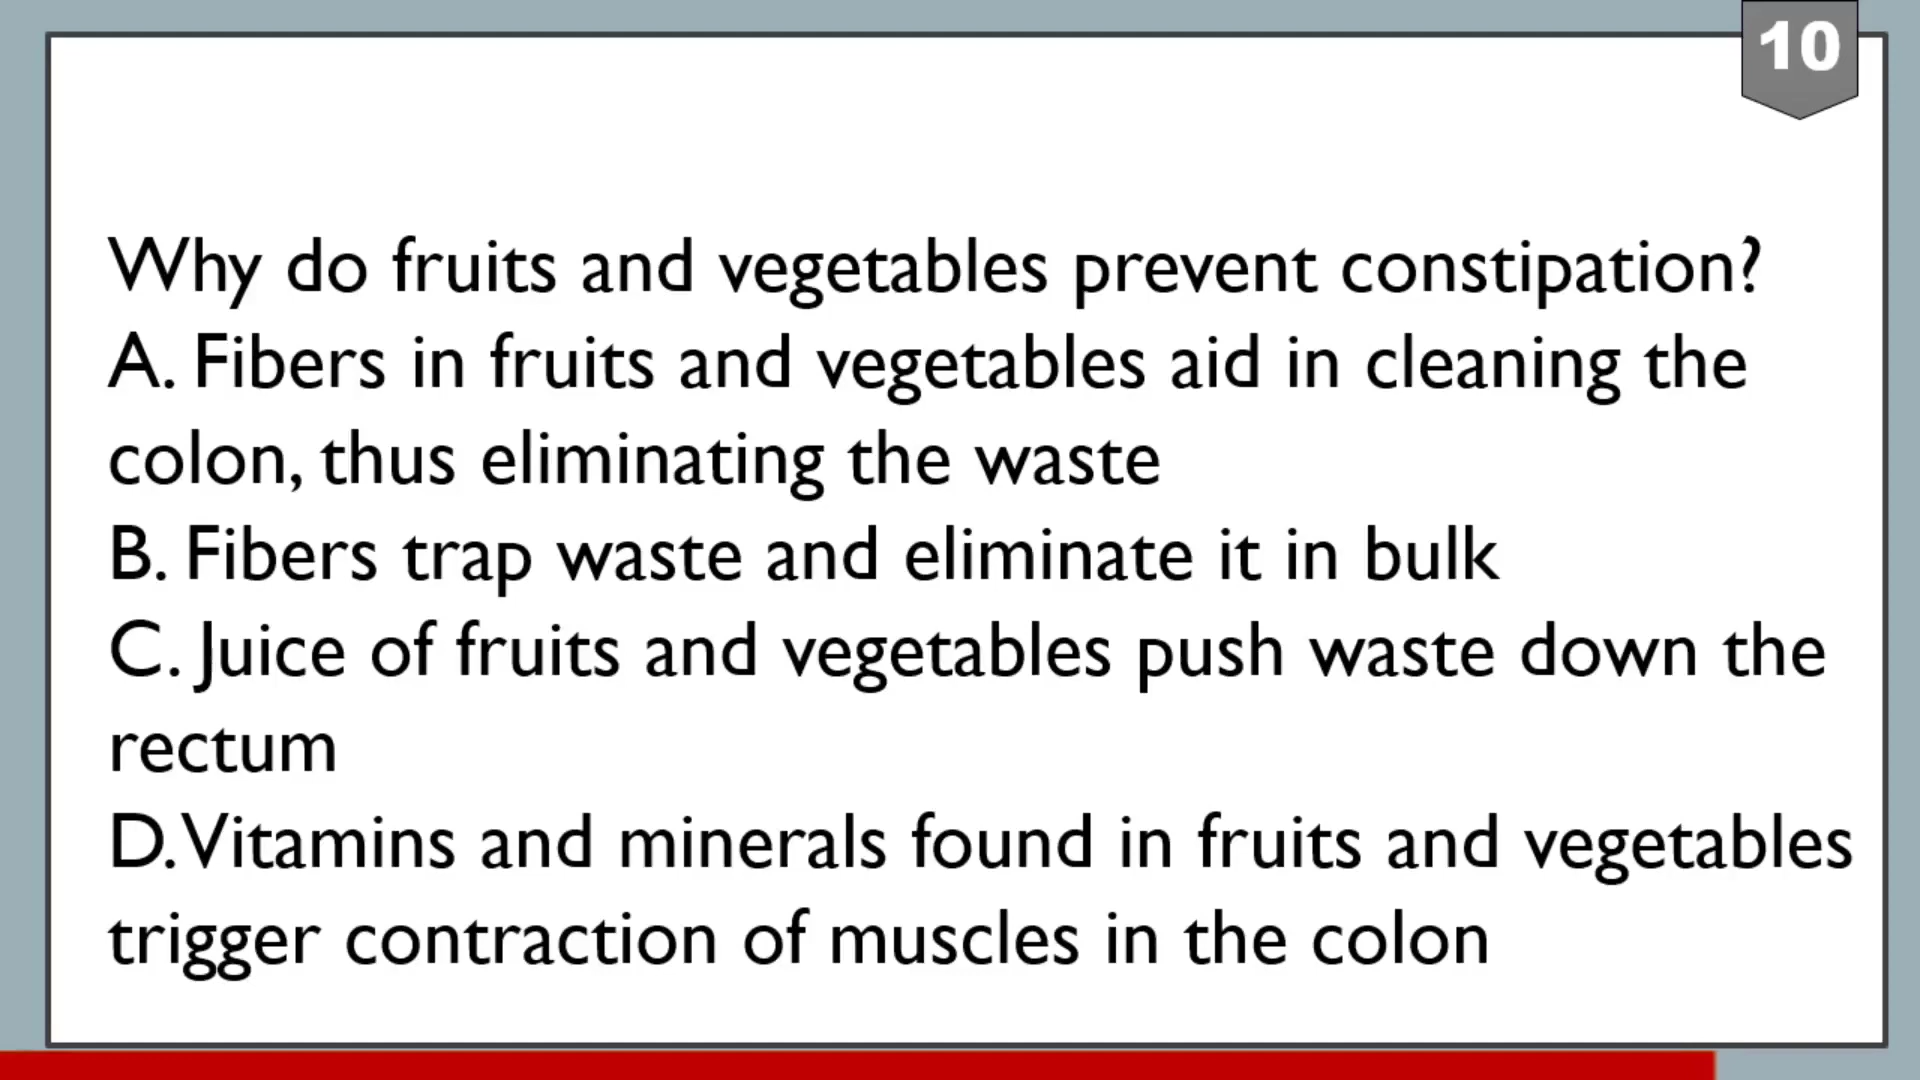 10
Why do fruits and vegetables prevent constipation?
A. Fibers in fruits and vegetables aid in cleaning the
colon, thus eliminating the waste
B. Fibers trap waste and eliminate it in bulk
C. Juice of fruits and vegetables push waste down the
rectum
D. Vitamins and minerals found in fruits and vegetables
trigger contraction of muscles in the colon